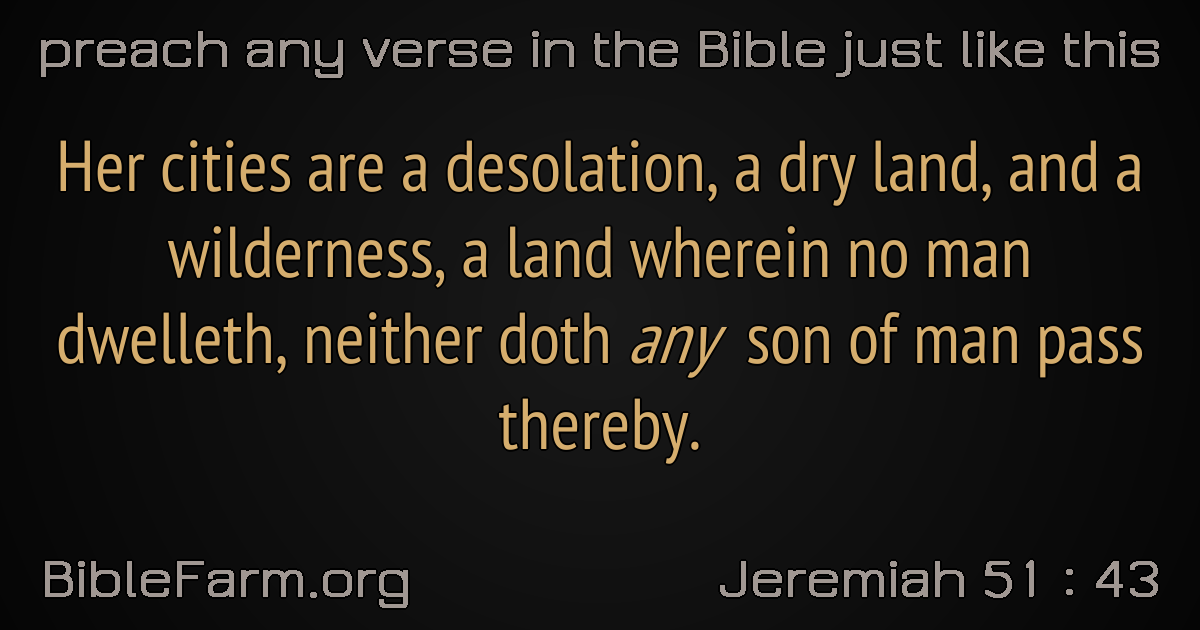 preach any verse in the Bible just like this
Her cities are a desolation, a dry land, and a
wilderness, a land wherein no man
dwelleth, neither doth any son of man pass
thereby.
BibleFarm.org
Jeremiah 51 : 43